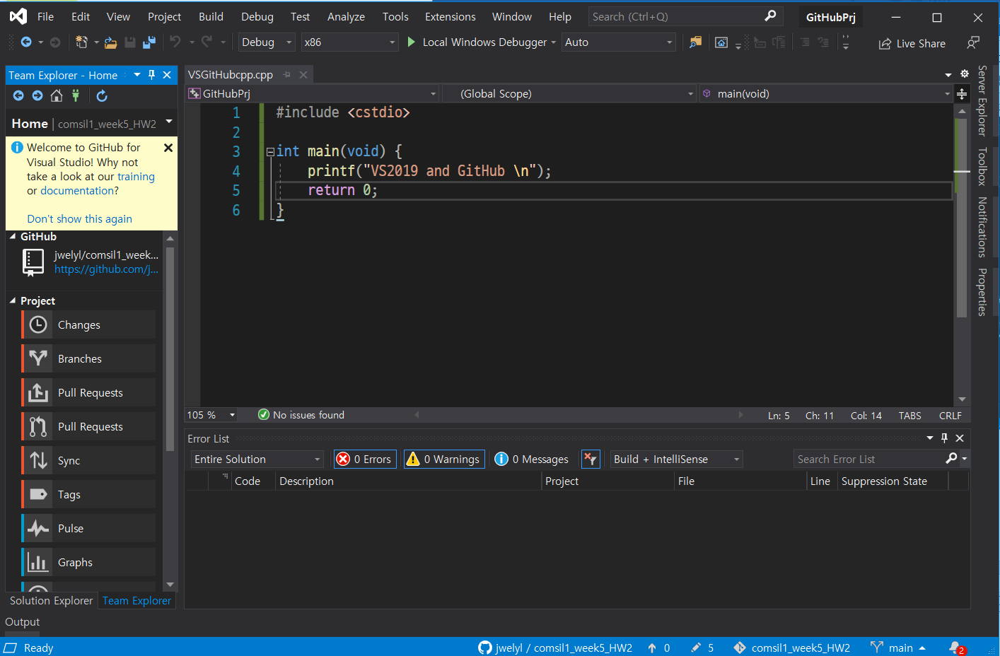 File Edit View Project Build Debug Test Analyze Tools Extensions Window Help Search (Ctrl+Q) GitHubPrj
Debug x86 Local Windows Debugger Auto Live Share
Team Explorer - Home
Home | comsil1_week5_HW2
Welcome to GitHub for
Visual Studio! Why not
take a look at our training
or documentation?
Don't show this again
GitHub
jwelyl/comsil1_week...
https://github.com/j...
Project
Changes
Branches
Pull Requests
Pull Requests
Sync
Tags
Pulse
Graphs
Solution Explorer Team Explorer
Output
VSGitHubcpp.cpp
GitHubPrj (Global Scope) main(void)
1 #include <cstdio>
2
3 int main(void) {
4 printf("VS2019 and GitHub \n");
5 return 0;
6 }
105 % No issues found Ln: 5 Ch: 11 Col: 14 TABS CRLF
Error List
Entire Solution 0 Errors 0 Warnings 0 Messages Build + IntelliSense Search Error List
Code Description Project File Line Suppression State
Server Explorer
Toolbox
Notifications
Properties
Ready jwelyl / comsil1_week5_HW2 0 5 comsil1_week5_HW2 main 2